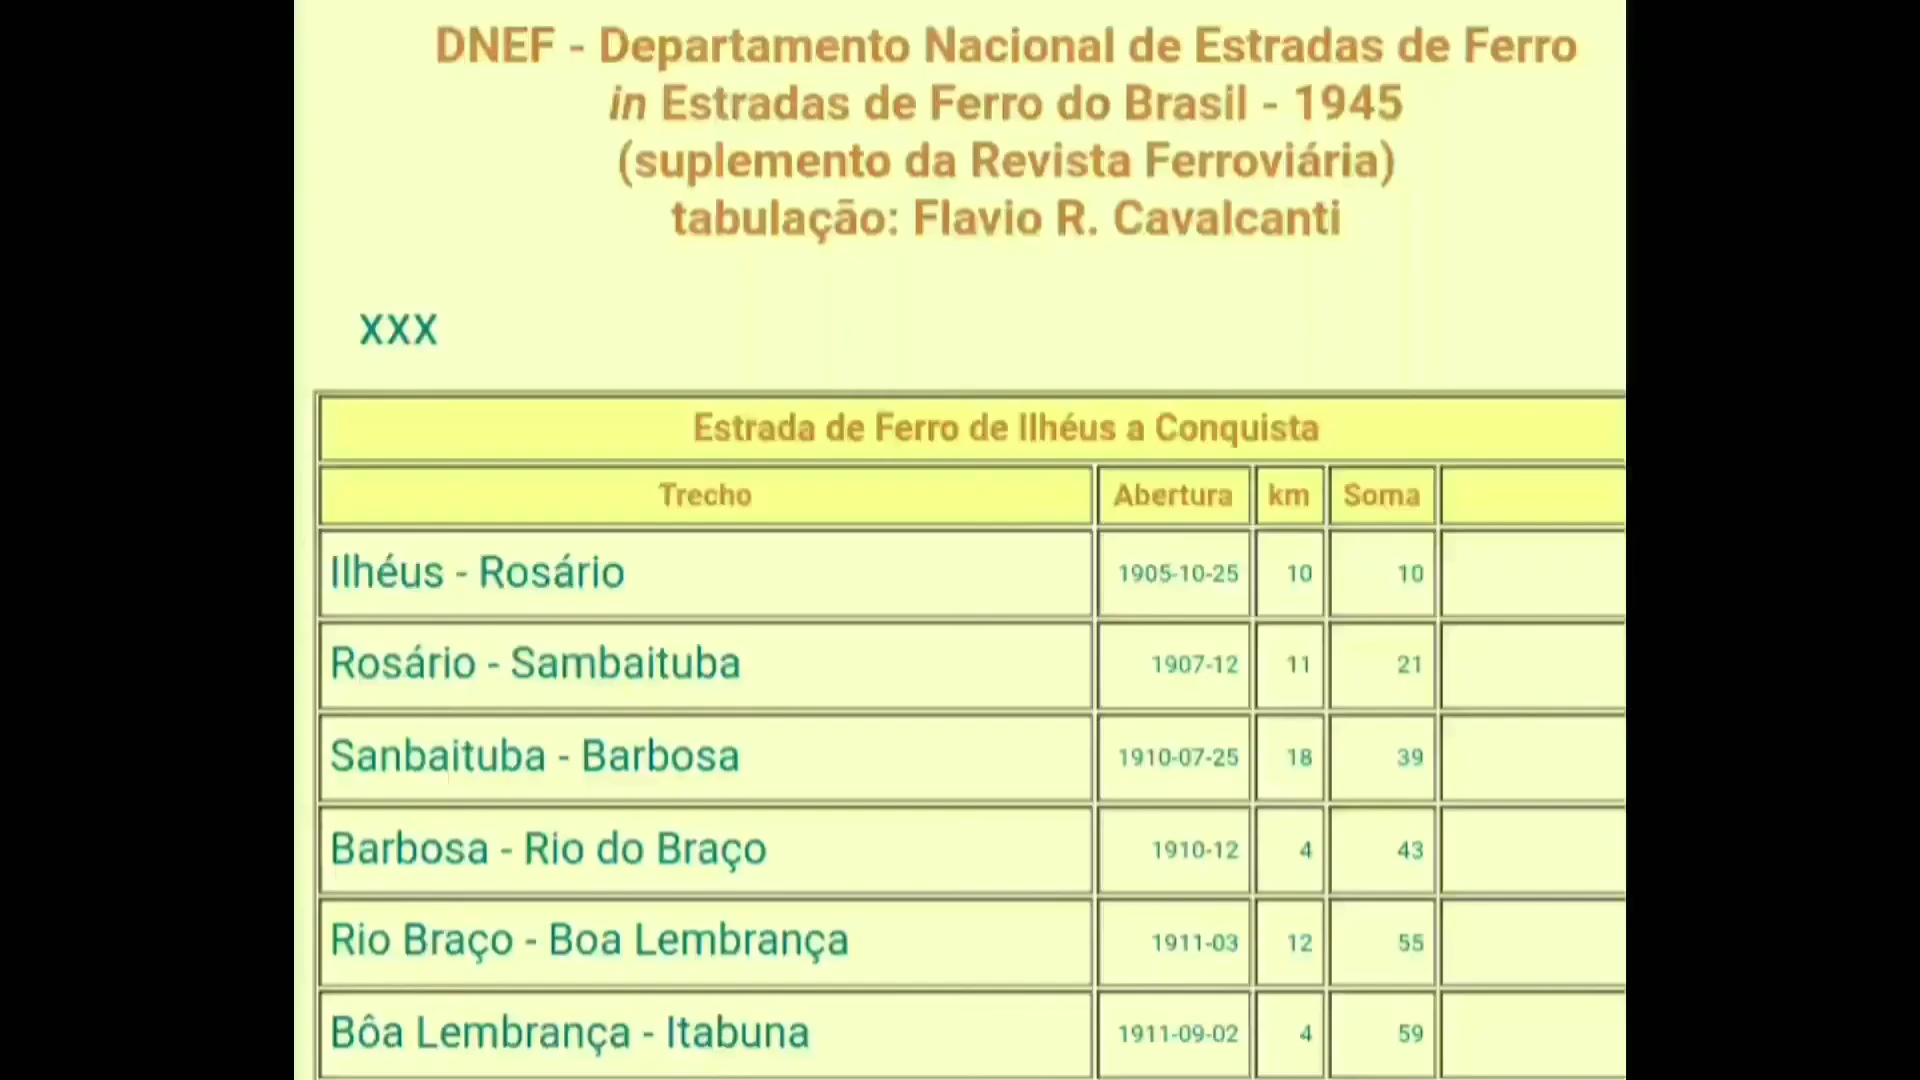 DNEF - Departamento Nacional de Estradas de Ferro
in Estradas de Ferro do Brasil - 1945
(suplemento da Revista Ferroviária)
tabulação: Flavio R. Cavalcanti
XXX
Estrada de Ferro de Ilhéus a Conquista
Trecho Abertura km Soma
Ilhéus - Rosário 1905-10-25 10 10
Rosário - Sambaituba 1907-12 11 21
Sanbaituba - Barbosa 1910-07-25 18 39
Barbosa - Rio do Braço 1910-12 4 43
Rio Braço - Boa Lembrança 1911-03 12 55
Bôa Lembrança - Itabuna 1911-09-02 4 59